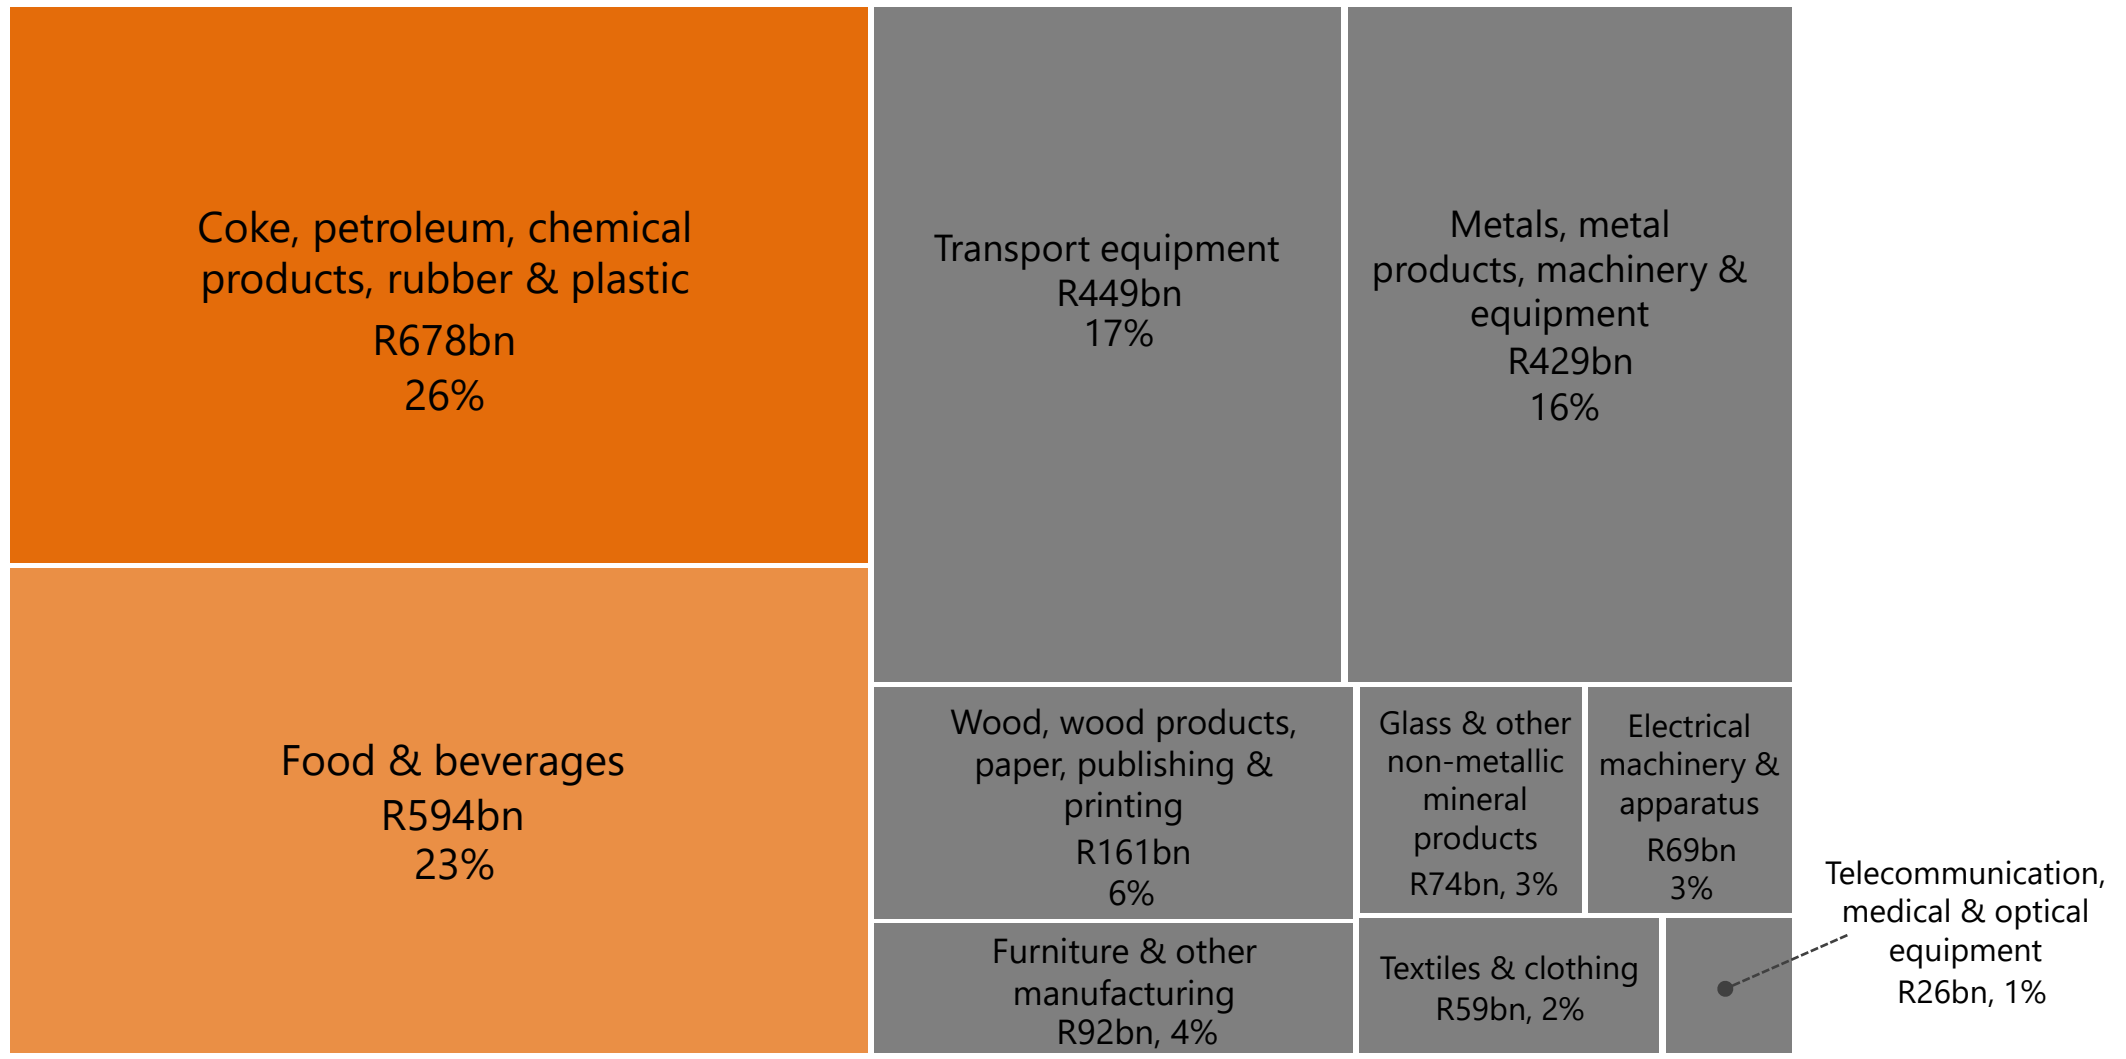 Coke, petroleum, chemical
products, rubber & plastic
R678bn
26%
Food & beverages
R594bn
23%
Transport equipment
R449bn
17%
Metals, metal
products, machinery &
equipment
R429bn
16%
Wood, wood products,
paper, publishing &
printing
R161bn
6%
Glass & other
non-metallic
mineral
products
R74bn, 3%
Electrical
machinery &
apparatus
R69bn
3%
Furniture & other
manufacturing
R92bn, 4%
Textiles & clothing
R59bn, 2%
Telecommunication,
medical & optical
equipment
R26bn, 1%